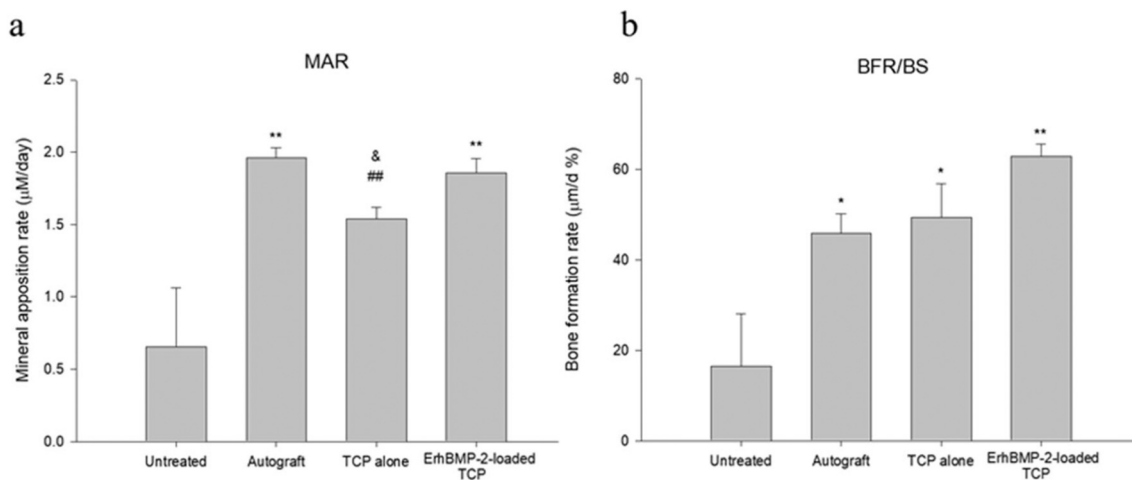 a
MAR
Mineral apposition rate (μM/day)
2.5
2.0
1.5
1.0
0.5
0.0
**
&
##
**
Untreated
Autograft
TCP alone
ErhBMP-2-loaded
TCP
b
BFR/BS
Bone formation rate (μm/d %)
80
60
40
20
0
*
*
**
Untreated
Autograft
TCP alone
ErhBMP-2-loaded
TCP